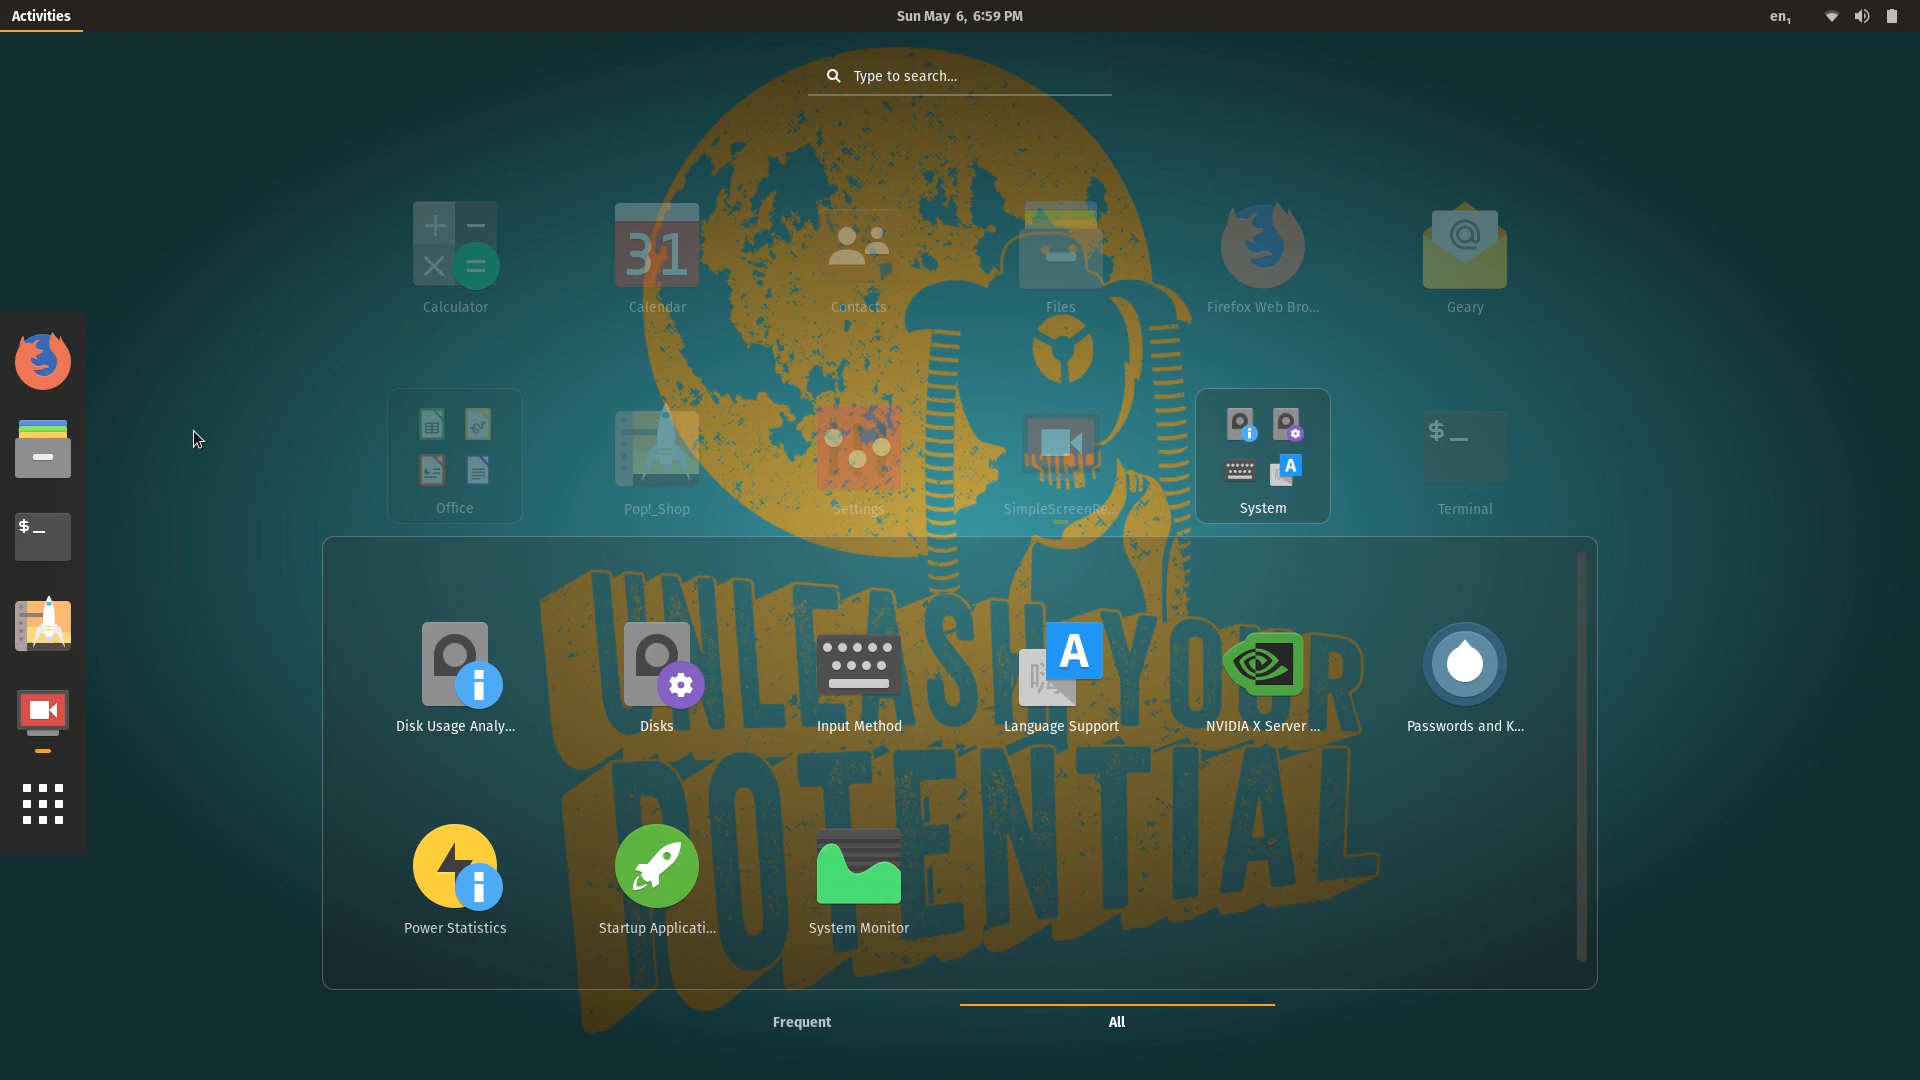 Activities
Sun May 6, 6:59 PM
en₁
Type to search...
31
Calculator
Calendar
Contacts
Files
Firefox Web Bro...
Geary
$_
Office
Pop!_Shop
Settings
SimpleScreenRe...
System
Terminal
$_
UNLEASH YOUR
POTENTIAL
Disk Usage Analy...
Disks
Input Method
Language Support
NVIDIA X Server ...
Passwords and K...
Power Statistics
Startup Applicati...
System Monitor
Frequent
All